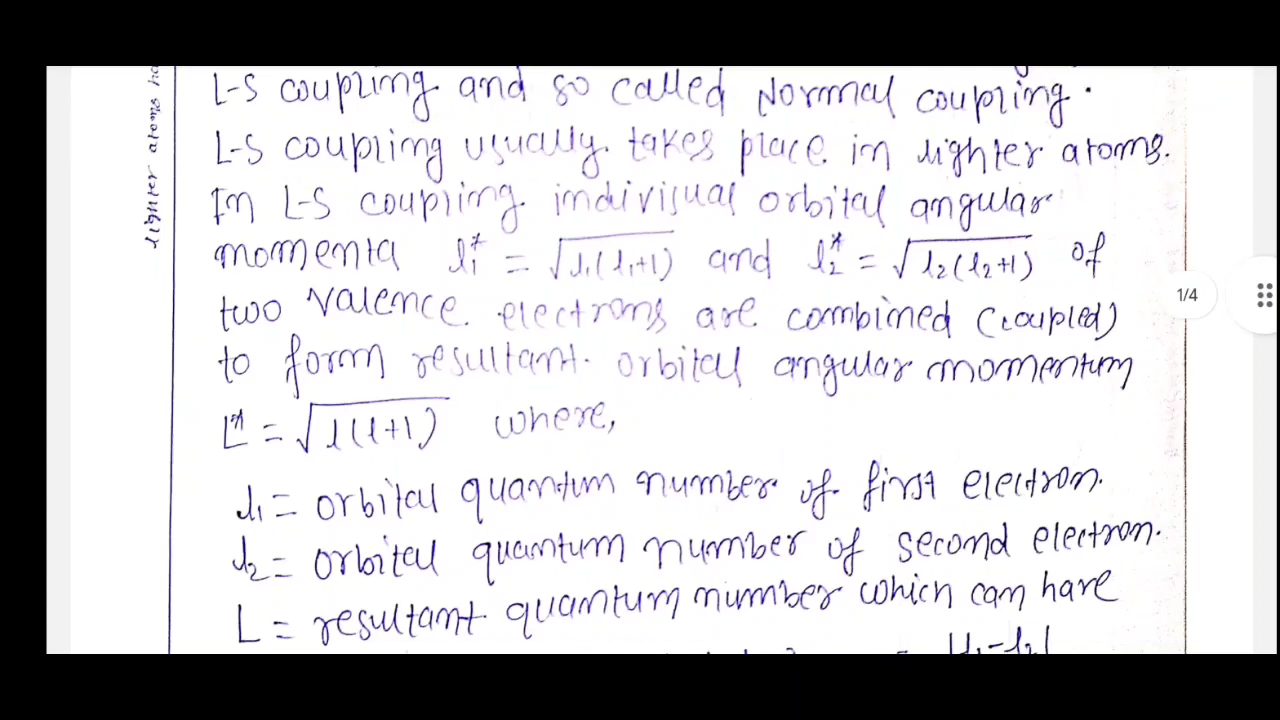 L-S coupling and so called Normal coupling.
L-S coupling usually takes place in lighter atoms.
In L-S coupling indivisual orbital angular
momenta l₁* = √l₁(l₁+1) and l₂* = √l₂(l₂+1) of
two valence electrons are combined (coupled)
to form resultant orbital angular momentum
L* = √l(l+1) where,
l₁ = orbital quantum number of first electron.
l₂ = orbital quantum number of second electron.
L = resultant quantum number which can have
|l₁-l₂|
lighter atoms
1/4